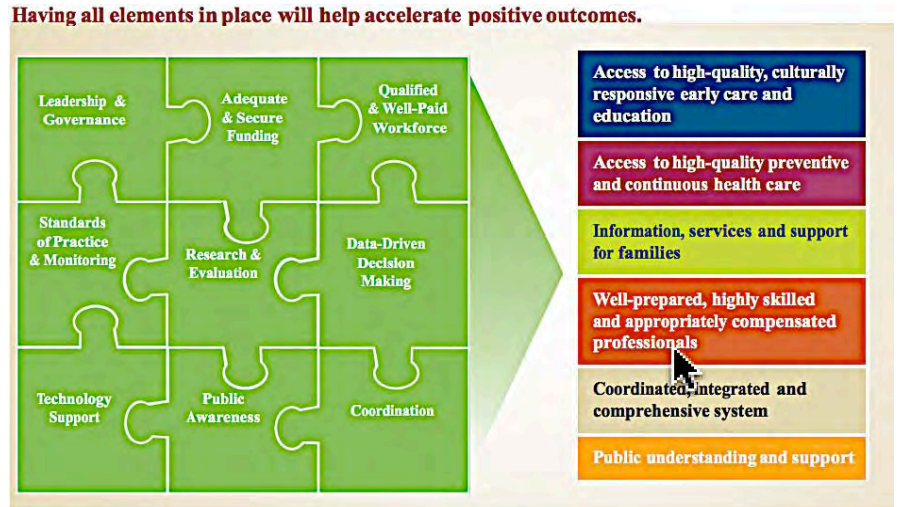 Having all elements in place will help accelerate positive outcomes.
Leadership &
Governance
Adequate
& Secure
Funding
Qualified
& Well-Paid
Workforce
Standards
of Practice
& Monitoring
Research &
Evaluation
Data-Driven
Decision
Making
Technology
Support
Public
Awareness
Coordination
Access to high-quality, culturally
responsive early care and
education
Access to high-quality preventive
and continuous health care
Information, services and support
for families
Well-prepared, highly skilled
and appropriately compensated
professionals
Coordinated, integrated and
comprehensive system
Public understanding and support